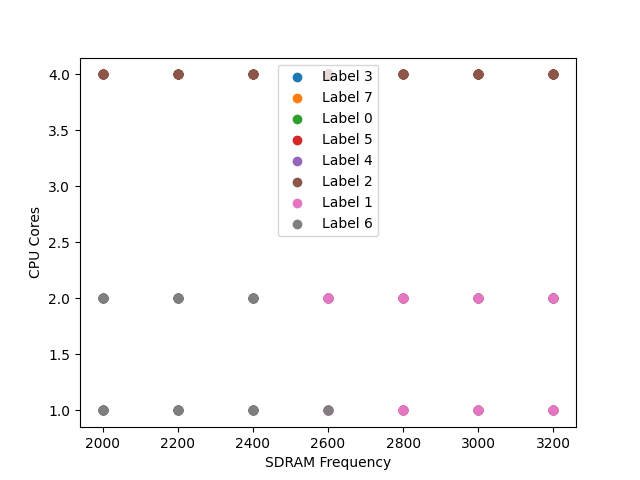 4.0
3.5
3.0
2.5
2.0
1.5
1.0
CPU Cores
Label 3
Label 7
Label 0
Label 5
Label 4
Label 2
Label 1
Label 6
2000 2200 2400 2600 2800 3000 3200
SDRAM Frequency